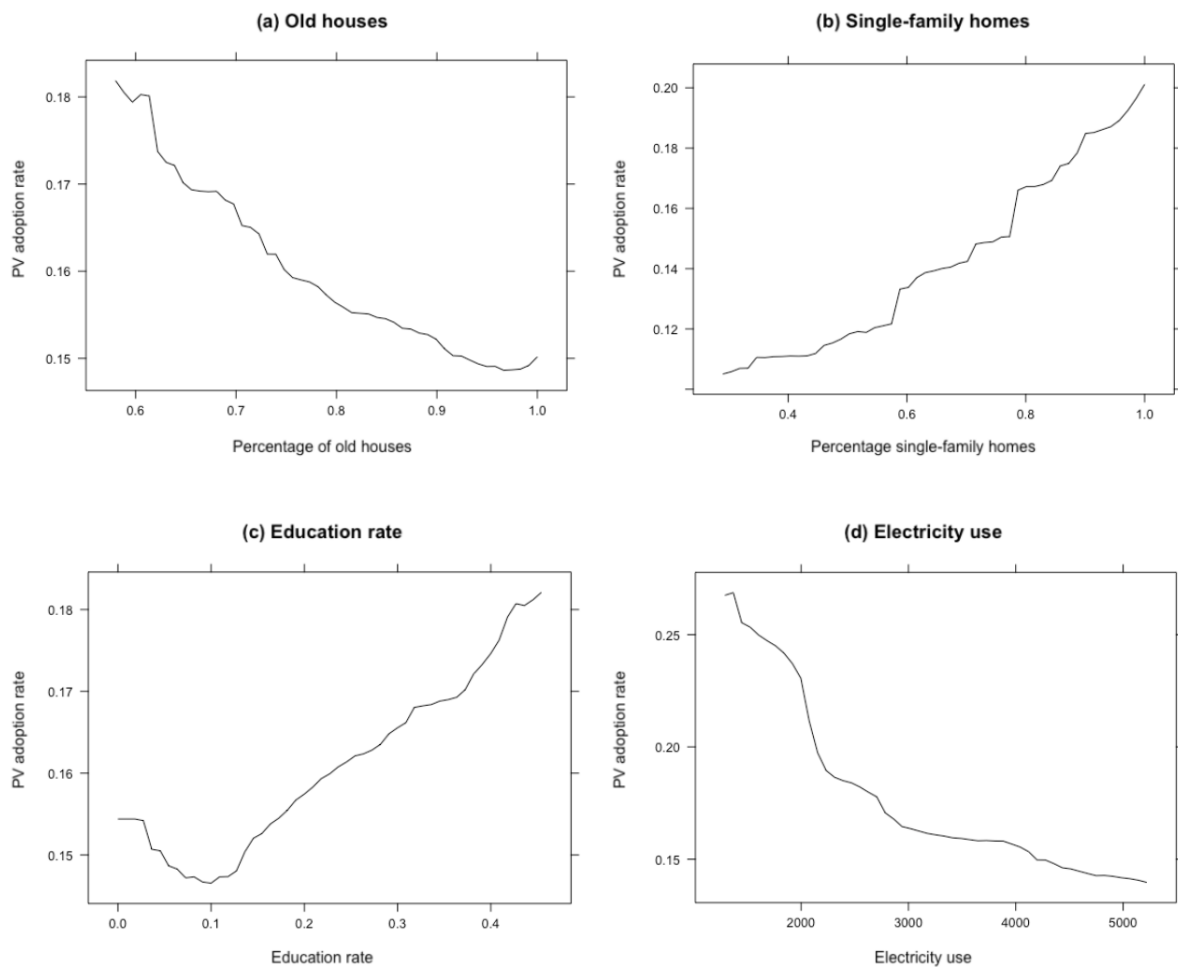 (a) Old houses
PV adoption rate
0.18
0.17
0.16
0.15
0.6 0.7 0.8 0.9 1.0
Percentage of old houses
(b) Single-family homes
PV adoption rate
0.20
0.18
0.16
0.14
0.12
0.4 0.6 0.8 1.0
Percentage single-family homes
(c) Education rate
PV adoption rate
0.18
0.17
0.16
0.15
0.0 0.1 0.2 0.3 0.4
Education rate
(d) Electricity use
PV adoption rate
0.25
0.20
0.15
2000 3000 4000 5000
Electricity use